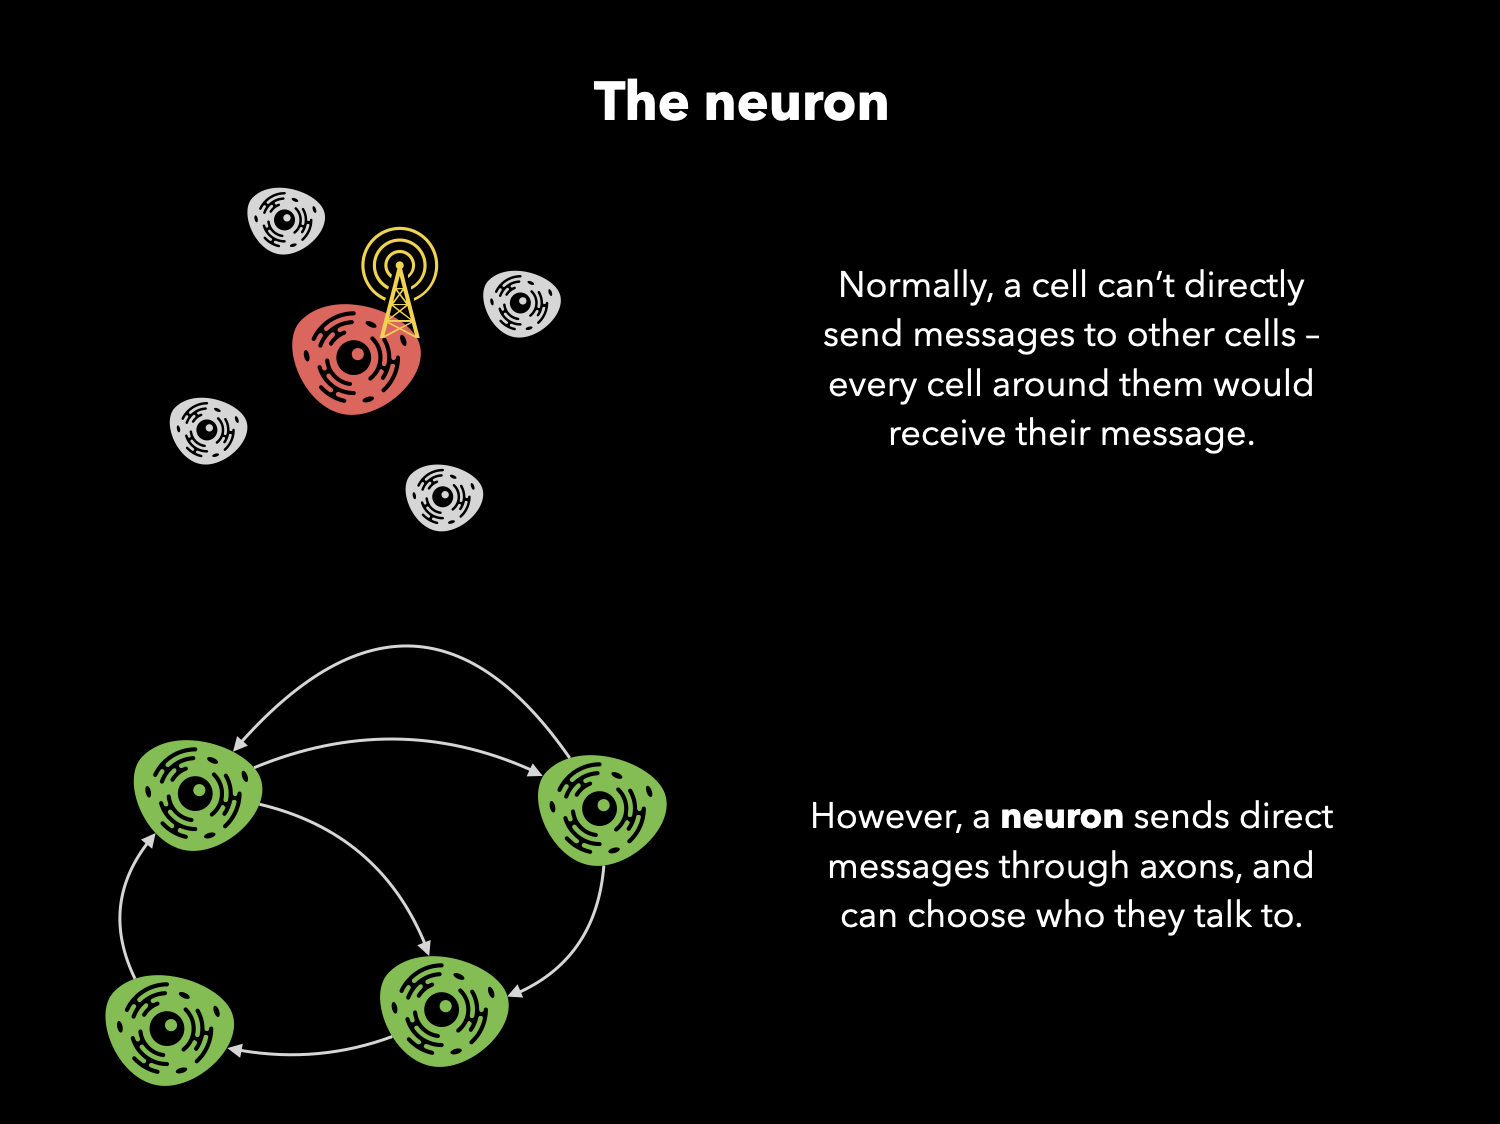 The neuron
Normally, a cell can’t directly
send messages to other cells –
every cell around them would
receive their message.
However, a neuron sends direct
messages through axons, and
can choose who they talk to.